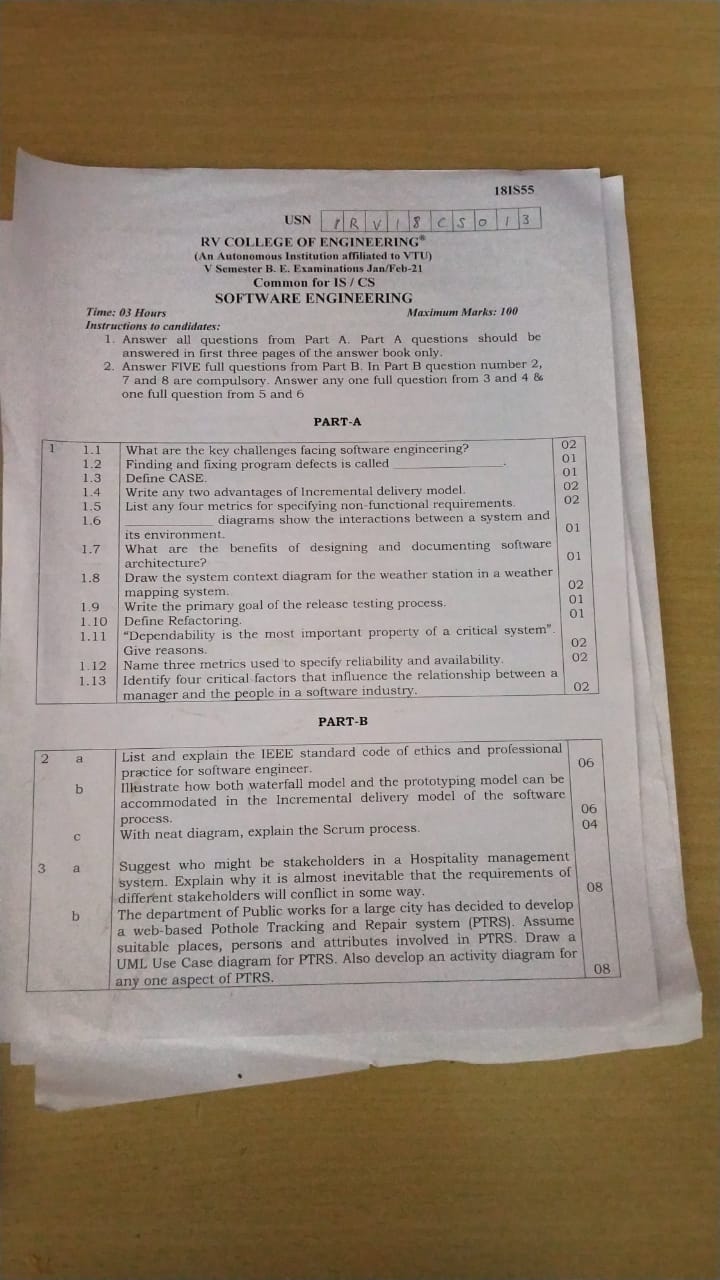 18IS55
USN 1RV18CS013
RV COLLEGE OF ENGINEERING®
(An Autonomous Institution affiliated to VTU)
V Semester B. E. Examinations Jan/Feb-21
Common for IS / CS
SOFTWARE ENGINEERING
Time: 03 Hours Maximum Marks: 100
Instructions to candidates:
1. Answer all questions from Part A. Part A questions should be
answered in first three pages of the answer book only.
2. Answer FIVE full questions from Part B. In Part B question number 2,
7 and 8 are compulsory. Answer any one full question from 3 and 4 &
one full question from 5 and 6
PART-A
1 1.1 What are the key challenges facing software engineering? 02
1.2 Finding and fixing program defects is called ____________. 01
1.3 Define CASE. 01
1.4 Write any two advantages of Incremental delivery model. 02
1.5 List any four metrics for specifying non-functional requirements. 02
1.6 ____________ diagrams show the interactions between a system and
its environment. 01
1.7 What are the benefits of designing and documenting software
architecture? 01
1.8 Draw the system context diagram for the weather station in a weather
mapping system. 02
1.9 Write the primary goal of the release testing process. 01
1.10 Define Refactoring. 01
1.11 “Dependability is the most important property of a critical system”.
Give reasons. 02
1.12 Name three metrics used to specify reliability and availability. 02
1.13 Identify four critical factors that influence the relationship between a
manager and the people in a software industry. 02
PART-B
2 a List and explain the IEEE standard code of ethics and professional
practice for software engineer. 06
b Illustrate how both waterfall model and the prototyping model can be
accommodated in the Incremental delivery model of the software
process. 06
c With neat diagram, explain the Scrum process. 04
3 a Suggest who might be stakeholders in a Hospitality management
system. Explain why it is almost inevitable that the requirements of
different stakeholders will conflict in some way. 08
b The department of Public works for a large city has decided to develop
a web-based Pothole Tracking and Repair system (PTRS). Assume
suitable places, persons and attributes involved in PTRS. Draw a
UML Use Case diagram for PTRS. Also develop an activity diagram for
any one aspect of PTRS. 08